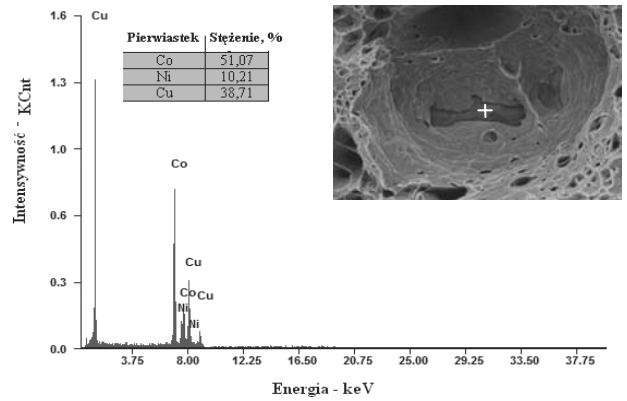 1.6
Cu
Pierwiastek Stężenie, %
Co 51,07
Ni 10,21
Cu 38,71
1.3
1.0
Co
0.6
Cu
0.3
Co Cu
Ni
Ni
0.0
3.75 8.00 12.25 16.50 20.75 25.00 29.25 33.50 37.75
Intensywność - KCnt
Energia - keV